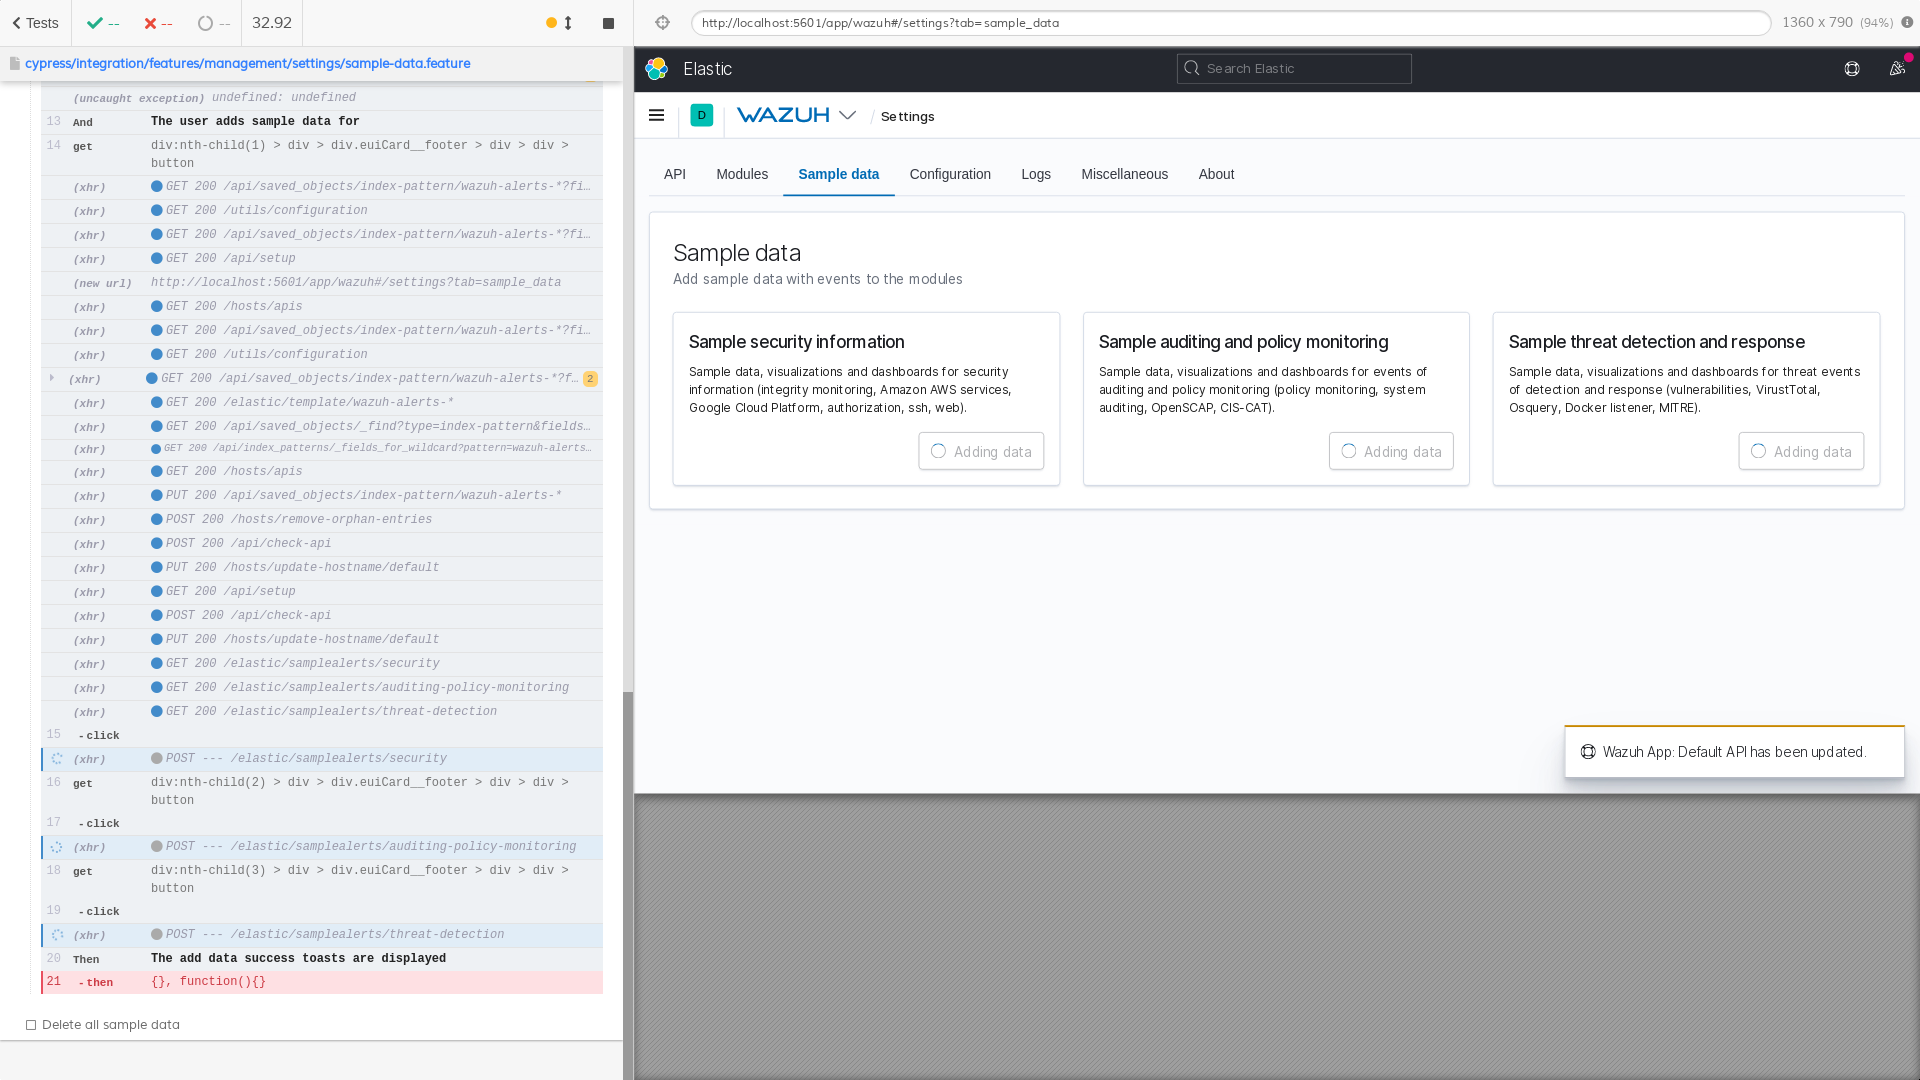 Tests
--
--
--
32.92
cypress/integration/features/management/settings/sample-data.feature
(uncaught exception) undefined: undefined
13 And The user adds sample data for
14 get div:nth-child(1) > div > div.euiCard__footer > div > div >
button
(xhr) GET 200 /api/saved_objects/index-pattern/wazuh-alerts-*?fi…
(xhr) GET 200 /utils/configuration
(xhr) GET 200 /api/saved_objects/index-pattern/wazuh-alerts-*?fi…
(xhr) GET 200 /api/setup
(new url) http://localhost:5601/app/wazuh#/settings?tab=sample_data
(xhr) GET 200 /hosts/apis
(xhr) GET 200 /api/saved_objects/index-pattern/wazuh-alerts-*?fi…
(xhr) GET 200 /utils/configuration
(xhr) GET 200 /api/saved_objects/index-pattern/wazuh-alerts-*?f… 2
(xhr) GET 200 /elastic/template/wazuh-alerts-*
(xhr) GET 200 /api/saved_objects/_find?type=index-pattern&fields…
(xhr) GET 200 /api/index_patterns/_fields_for_wildcard?pattern=wazuh-alerts…
(xhr) GET 200 /hosts/apis
(xhr) PUT 200 /api/saved_objects/index-pattern/wazuh-alerts-*
(xhr) POST 200 /hosts/remove-orphan-entries
(xhr) POST 200 /api/check-api
(xhr) PUT 200 /hosts/update-hostname/default
(xhr) GET 200 /api/setup
(xhr) POST 200 /api/check-api
(xhr) PUT 200 /hosts/update-hostname/default
(xhr) GET 200 /elastic/samplealerts/security
(xhr) GET 200 /elastic/samplealerts/auditing-policy-monitoring
(xhr) GET 200 /elastic/samplealerts/threat-detection
15 -click
(xhr) POST --- /elastic/samplealerts/security
16 get div:nth-child(2) > div > div.euiCard__footer > div > div >
button
17 -click
(xhr) POST --- /elastic/samplealerts/auditing-policy-monitoring
18 get div:nth-child(3) > div > div.euiCard__footer > div > div >
button
19 -click
(xhr) POST --- /elastic/samplealerts/threat-detection
20 Then The add data success toasts are displayed
21 -then {}, function(){}
Delete all sample data
http://localhost:5601/app/wazuh#/settings?tab=sample_data
1360 x 790 (94%)
Elastic
Search Elastic
D
WAZUH
/ Settings
API
Modules
Sample data
Configuration
Logs
Miscellaneous
About
Sample data
Add sample data with events to the modules
Sample security information
Sample data, visualizations and dashboards for security
information (integrity monitoring, Amazon AWS services,
Google Cloud Platform, authorization, ssh, web).
Adding data
Sample auditing and policy monitoring
Sample data, visualizations and dashboards for events of
auditing and policy monitoring (policy monitoring, system
auditing, OpenSCAP, CIS-CAT).
Adding data
Sample threat detection and response
Sample data, visualizations and dashboards for threat events
of detection and response (vulnerabilities, VirustTotal,
Osquery, Docker listener, MITRE).
Adding data
Wazuh App: Default API has been updated.